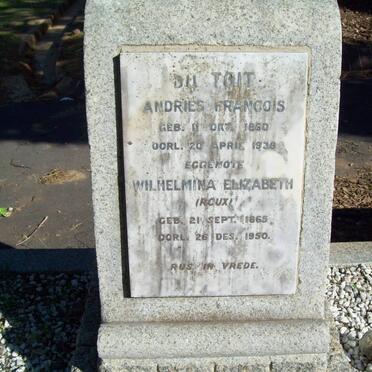 DU TOIT
ANDRIES FRANCOIS
GEB. 11 OKT. 1860
OORL. 20 APRIL 1938
EGGENOTE
WILHELMINA ELIZABETH
(ROUX)
GEB. 21 SEPT. 1865
OORL. 26 DES. 1950.
RUS IN VREDE.